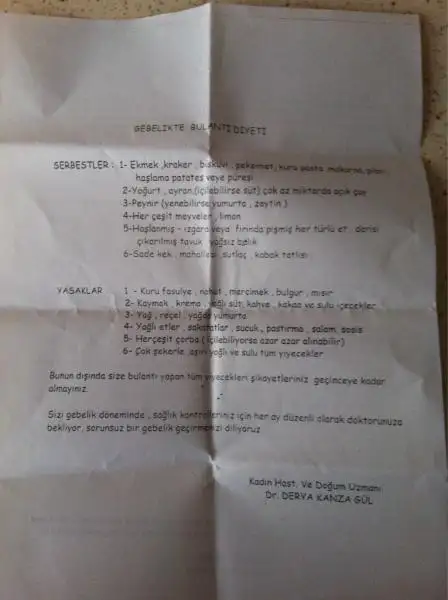 GEBELİKTE BULANTI DİYETİ
SERBESTLER : 1- Ekmek ,kraker , bisküvi , peksimet, kuru pasta makarna, pilav
haşlama patates veya püresi
2-Yoğurt , ayran,(içilebilirse süt) çok az miktarda açık çay
3-Peynir (yenebilirse yumurta , zeytin )
4-Her çeşit meyveler , limon
5-Haşlanmış - ızgara veya fırında pişmiş her türlü et , derisi
çıkarılmış tavuk , yağsız balık
6-Sade kek , mahallebi ,sütlaç , kabak tatlısı
YASAKLAR : 1 - Kuru fasulye , nohut , mercimek , bulgur , mısır
2- Kaymak , krema , yağlı süt, kahve , kakao ve sulu içecekler
3- Yağ , reçel , yağda yumurta
4- Yağlı etler , sakatatlar , sucuk , pastırma , salam, sosis
5- Herçeşit çorba ( içilebiliyorsa azar azar alınabilir)
6- Çok şekerle ,aşırı yağlı ve sulu tüm yiyecekler
Bunun dışında size bulantı yapan tüm yiyecekleri şikayetleriniz geçinceye kadar
almayınız.
Sizi gebelik döneminde , sağlık kontrolleriniz için her ay düzenli olarak doktorunuza
bekliyor, sorunsuz bir gebelik geçirmenizi diliyoruz
Kadın Hast. Ve Doğum Uzmanı
Dr. DERYA KANZA GÜL